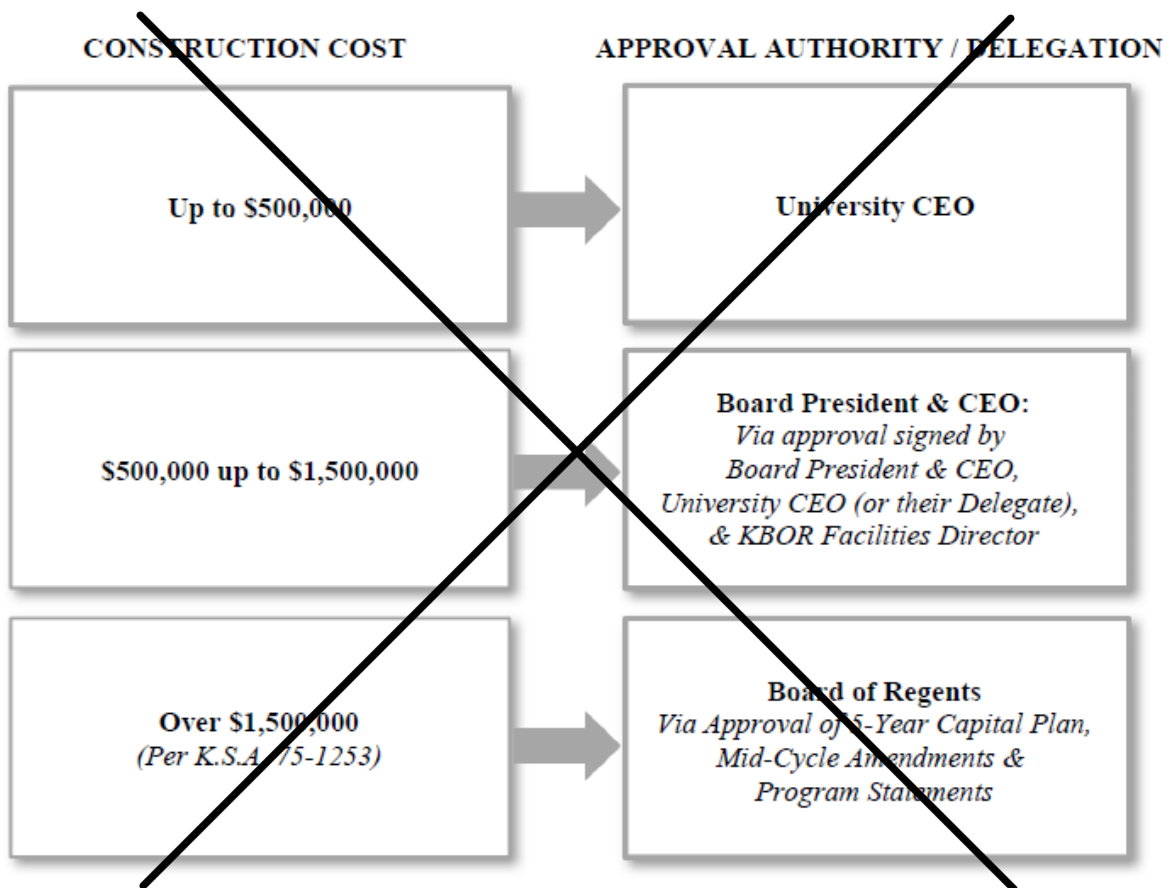 CONSTRUCTION COST
APPROVAL AUTHORITY / DELEGATION
Up to $500,000
University CEO
$500,000 up to $1,500,000
Board President & CEO:
Via approval signed by
Board President & CEO,
University CEO (or their Delegate),
& KBOR Facilities Director
Over $1,500,000
(Per K.S.A. 75-1253)
Board of Regents
Via Approval of 5-Year Capital Plan,
Mid-Cycle Amendments &
Program Statements